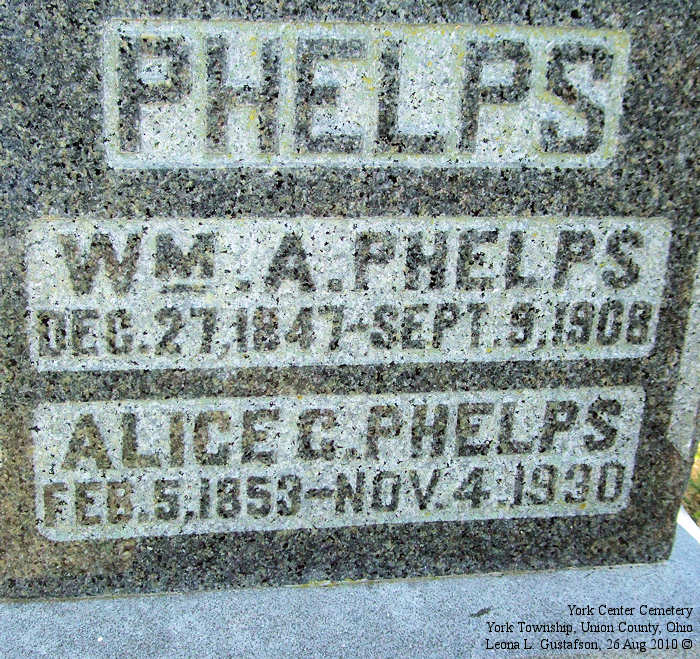 PHELPS
WM. A. PHELPS
DEC. 27, 1847-SEPT. 9, 1908
ALICE C. PHELPS
FEB. 5, 1853-NOV. 4. 1930
York Center Cemetery
York Township, Union County, Ohio
Leona L. Gustafson, 26 Aug 2010 ©